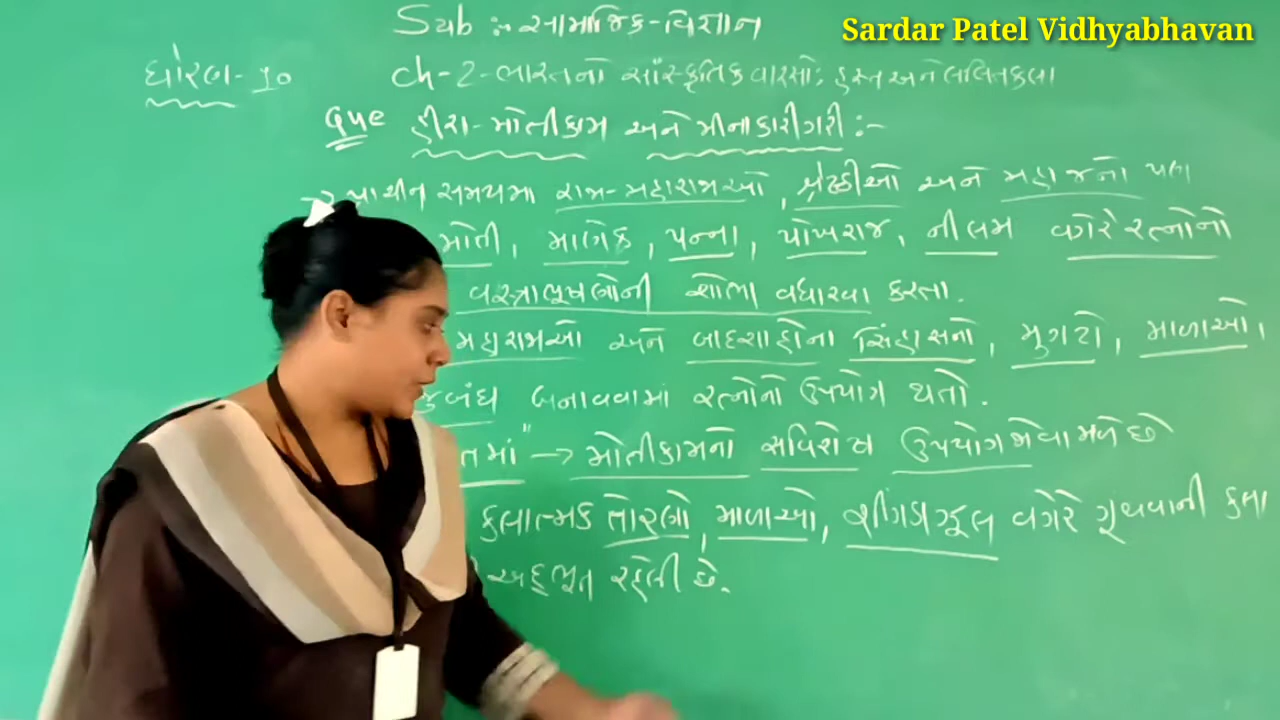 Sardar Patel Vidhyabhavan
Sub :- સામાજિક-વિજ્ઞાન
ધોરણ-10
ch-2-ભારતનો સાંસ્કૃતિક વારસો: હસ્ત અને લલિતકલા
Que હીરા-મોતીકામ અને મીનાકારીગરી :-
→ પ્રાચીન સમયમા રાજા-મહારાજાઓ, શ્રેષ્ઠીઓ અને મહાજનો પણ
મોતી, માણેક, પન્ના, પોખરાજ, નીલમ વગેરે રત્નોનો
વસ્ત્રાભૂષણોની શોભા વધારવા કરતા.
મહારાજાઓ અને બાદશાહોના સિંહાસનો, મુગટો, માળાઓ,
જુબંધ બનાવવામાં રત્નોનો ઉપયોગ થતો.
તમાં" → મોતીકામનો સવિશેષ ઉપયોગ જોવા મળે છે
કલાત્મક તોરણો, માળાઓ, શીંગડાઝૂલ વગેરે ગૂંથવાની કલા
અદ્ભૂત રહેલી છે.